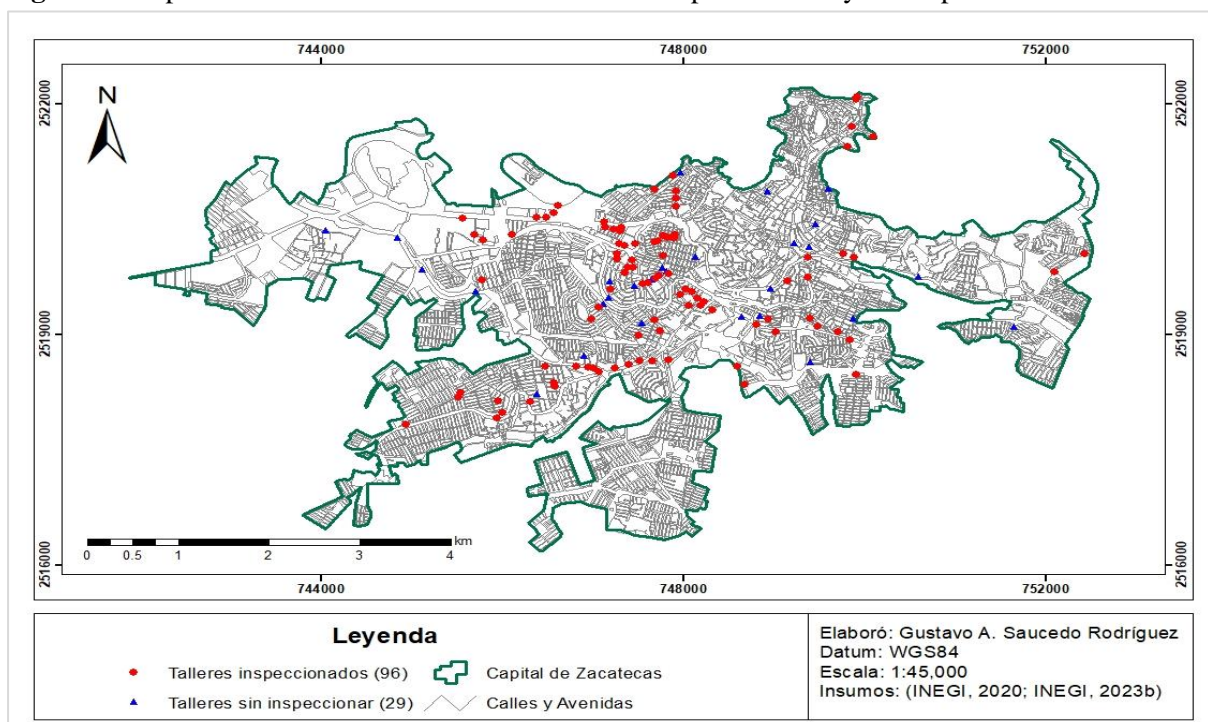 744000 748000 752000
2522000 2522000
N
2519000 2519000
km
0 0.5 1 2 3 4
2516000 2516000
744000 748000 752000
Leyenda
Talleres inspeccionados (96) Capital de Zacatecas
Talleres sin inspeccionar (29) Calles y Avenidas
Elaboró: Gustavo A. Saucedo Rodríguez
Datum: WGS84
Escala: 1:45,000
Insumos: (INEGI, 2020; INEGI, 2023b)